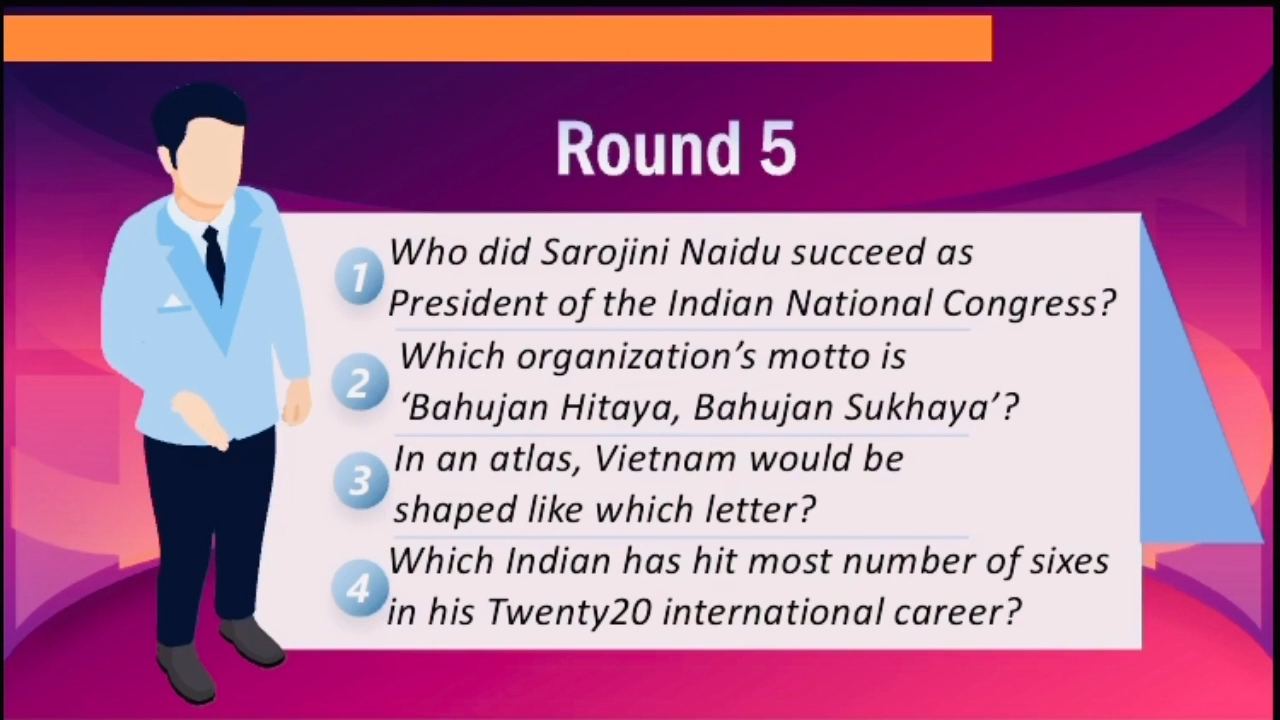 Round 5
1 Who did Sarojini Naidu succeed as
President of the Indian National Congress?
2 Which organization’s motto is
‘Bahujan Hitaya, Bahujan Sukhaya’?
3 In an atlas, Vietnam would be
shaped like which letter?
4 Which Indian has hit most number of sixes
in his Twenty20 international career?